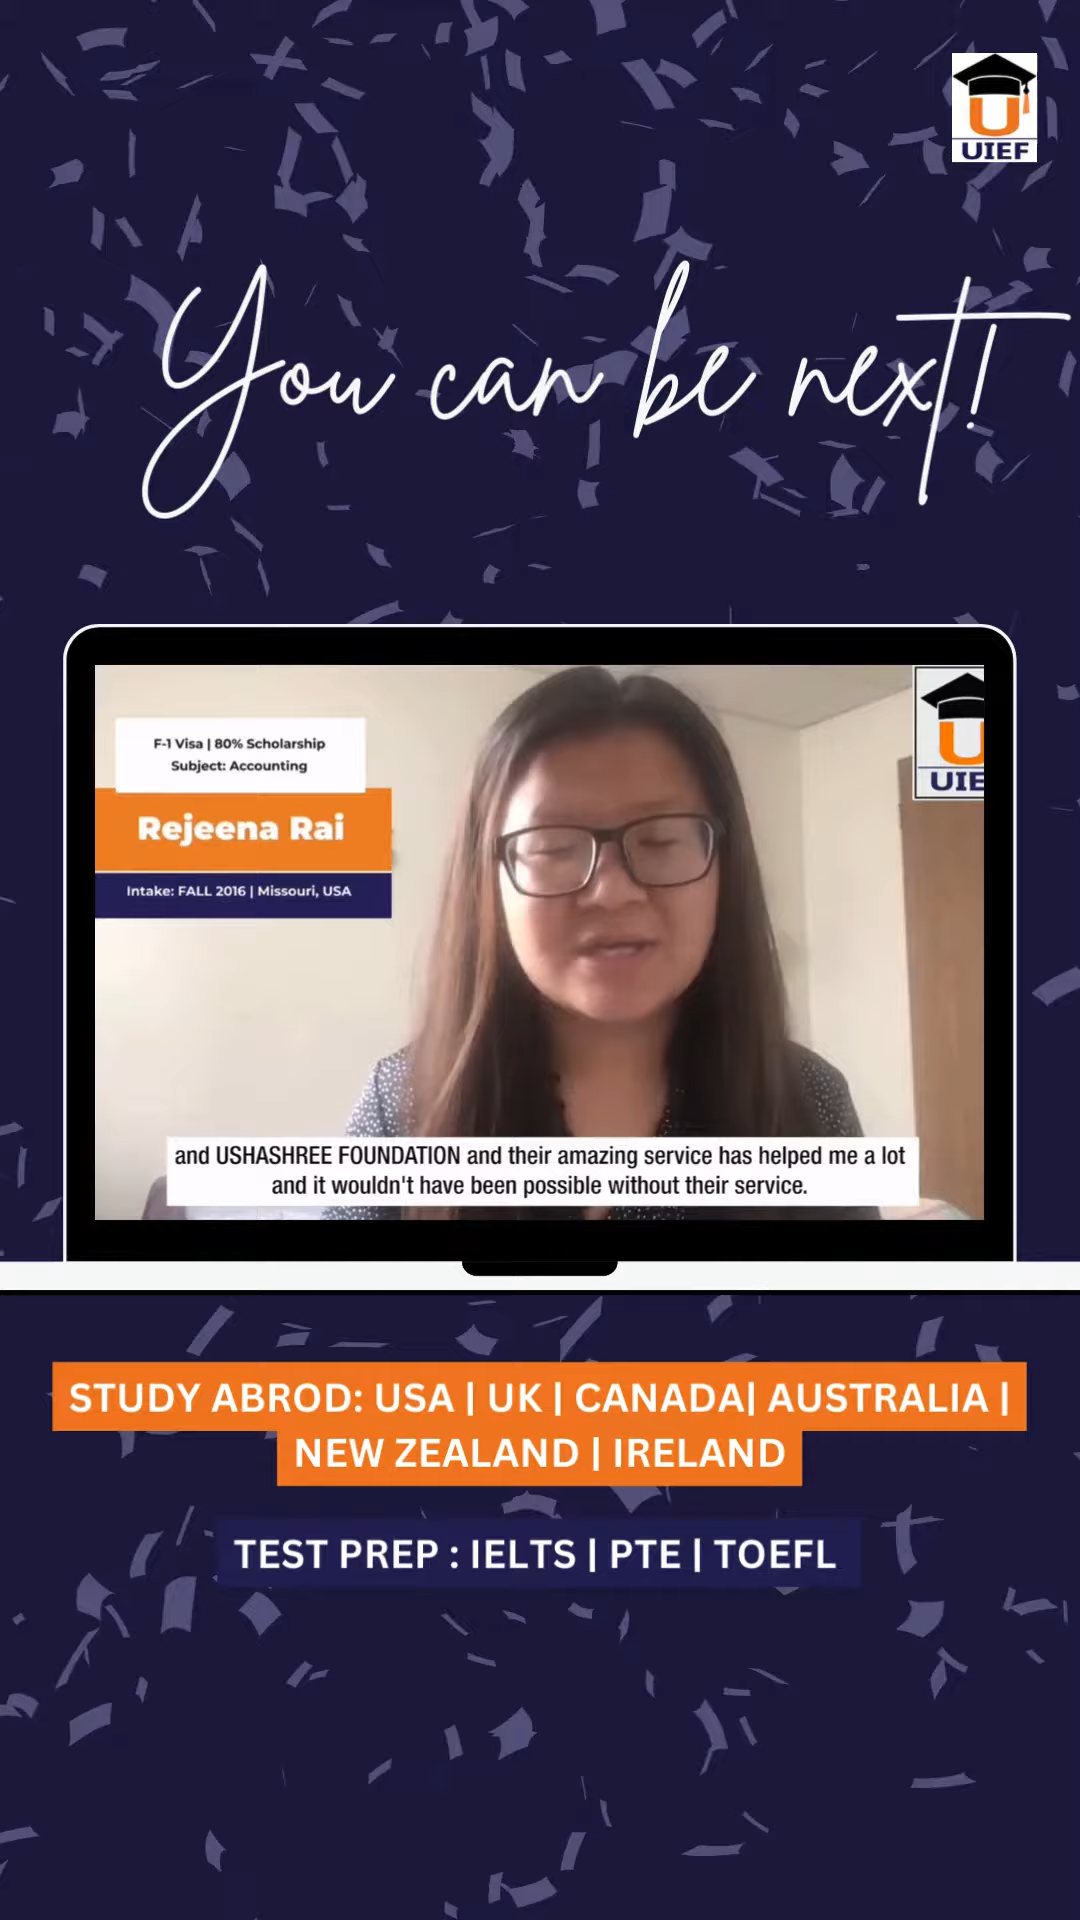 UIEF
You can be next!
F-1 Visa | 80% Scholarship
Subject: Accounting
Rejeena Rai
Intake: FALL 2016 | Missouri, USA
UIE
and USHASHREE FOUNDATION and their amazing service has helped me a lot
and it wouldn't have been possible without their service.
STUDY ABROD: USA | UK | CANADA| AUSTRALIA |
NEW ZEALAND | IRELAND
TEST PREP : IELTS | PTE | TOEFL